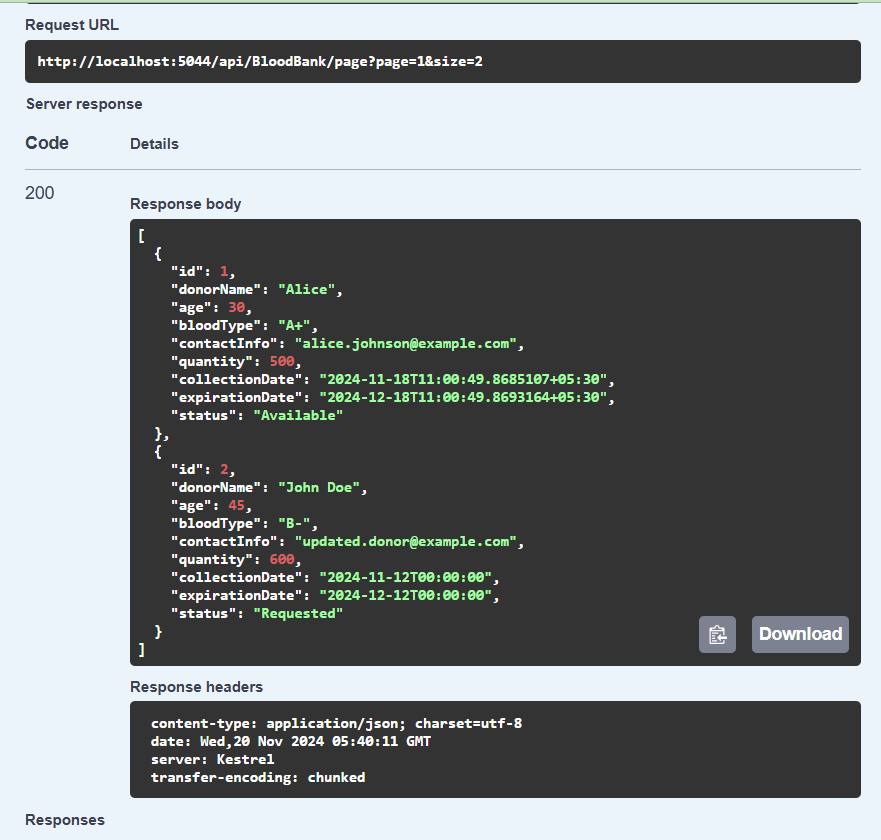 Request URL
http://localhost:5044/api/BloodBank/page?page=1&size=2
Server response
Code Details
200
Response body
[
  {
    "id": 1,
    "donorName": "Alice",
    "age": 30,
    "bloodType": "A+",
    "contactInfo": "alice.johnson@example.com",
    "quantity": 500,
    "collectionDate": "2024-11-18T11:00:49.8685107+05:30",
    "expirationDate": "2024-12-18T11:00:49.8693164+05:30",
    "status": "Available"
  },
  {
    "id": 2,
    "donorName": "John Doe",
    "age": 45,
    "bloodType": "B-",
    "contactInfo": "updated.donor@example.com",
    "quantity": 600,
    "collectionDate": "2024-11-12T00:00:00",
    "expirationDate": "2024-12-12T00:00:00",
    "status": "Requested"
  }
]
Download
Response headers
content-type: application/json; charset=utf-8
date: Wed,20 Nov 2024 05:40:11 GMT
server: Kestrel
transfer-encoding: chunked
Responses